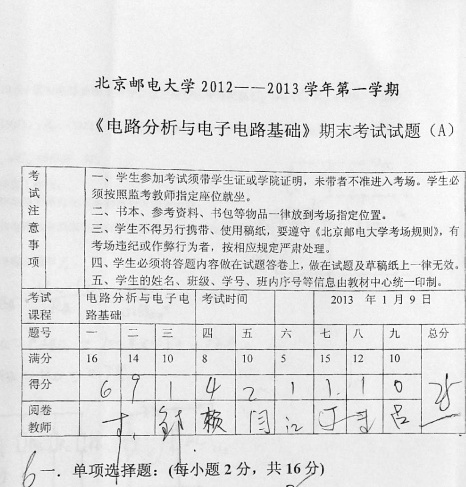 北京邮电大学 2012——2013 学年第一学期
《电路分析与电子电路基础》期末考试试题（A）
考试注意事项
一、学生参加考试须带学生证或学院证明，未带者不准进入考场。学生必
须按照监考教师指定座位就坐。
二、书本、参考资料、书包等物品一律放到考场指定位置。
三、学生不得另行携带、使用稿纸，要遵守《北京邮电大学考场规则》，有
考场违纪或作弊行为者，按相应规定严肃处理。
四、学生必须将答题内容做在试题答卷上，做在试题及草稿纸上一律无效。
五、学生的姓名、班级、学号、班内序号等信息由教材中心统一印制。
考试 电路分析与电子电 考试时间 2013 年 1 月 9 日
课程 路基础
题号 一 二 三 四 五 六 七 八 九 总分
满分 16 14 10 8 10 5 15 12 10
得分 6 9 1 4 2 1 1 1 0 25
阅卷 赖 闫 江 吕
教师
6 一. 单项选择题：(每小题 2 分，共 16 分)